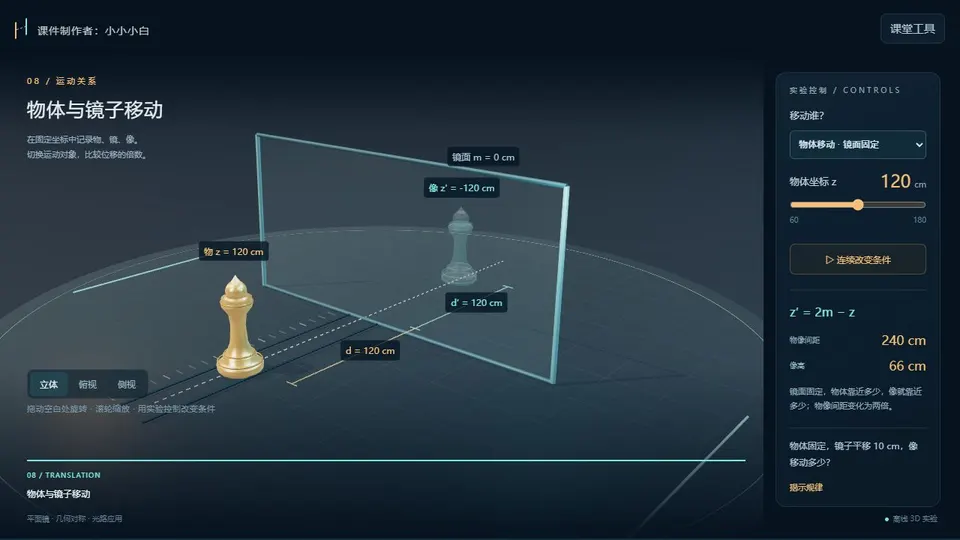 课件制作者：小小小白
课堂工具
08 / 运动关系
物体与镜子移动
在固定坐标中记录物、镜、像。
切换运动对象，比较位移的倍数。
镜面 m = 0 cm
像 z' = -120 cm
物 z = 120 cm
d' = 120 cm
d = 120 cm
立体
俯视
侧视
拖动空白处旋转 · 滚轮缩放 · 用实验控制改变条件
08 / TRANSLATION
物体与镜子移动
平面镜 · 几何对称 · 光路应用
实验控制 / CONTROLS
移动谁？
物体移动 · 镜面固定
物体坐标 z
120 cm
60
180
▷ 连续改变条件
z' = 2m − z
物像间距
240 cm
像高
66 cm
镜面固定，物体靠近多少，像就靠近
多少；物像间距变化为两倍。
物体固定，镜子平移 10 cm，像
移动多少？
揭示规律
离线 3D 实验